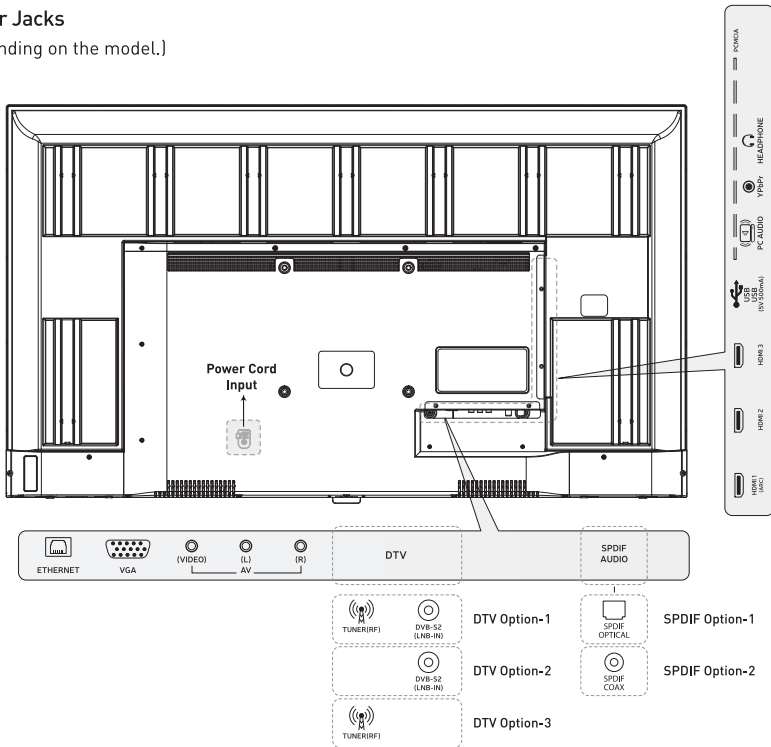 r Jacks
nding on the model.)
PCMCIA
HEADPHONE
YPbPr
PC AUDIO
USB
USB
(5V 500mA)
HDMI 3
HDMI 2
HDMI 1
(ARC)
Power Cord
Input
ETHERNET
VGA
(VIDEO)
(L)
(R)
AV
DTV
SPDIF
AUDIO
TUNER(RF)
DVB-S2
(LNB-IN)
DTV Option-1
SPDIF
OPTICAL
SPDIF Option-1
DVB-S2
(LNB-IN)
DTV Option-2
SPDIF
COAX
SPDIF Option-2
TUNER(RF)
DTV Option-3